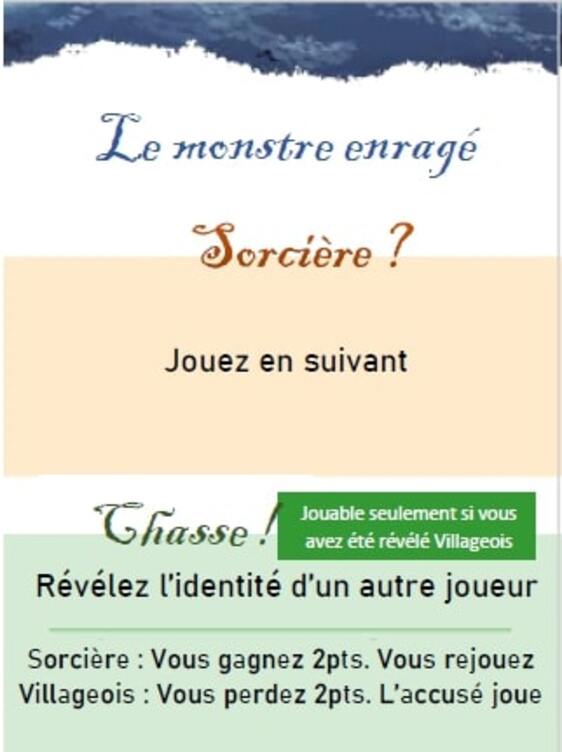 Le monstre enragé
Sorcière ?
Jouez en suivant
Chasse !
Jouable seulement si vous
avez été révélé Villageois
Révélez l'identité d'un autre joueur
Sorcière : Vous gagnez 2pts. Vous rejouez
Villageois : Vous perdez 2pts. L'accusé joue